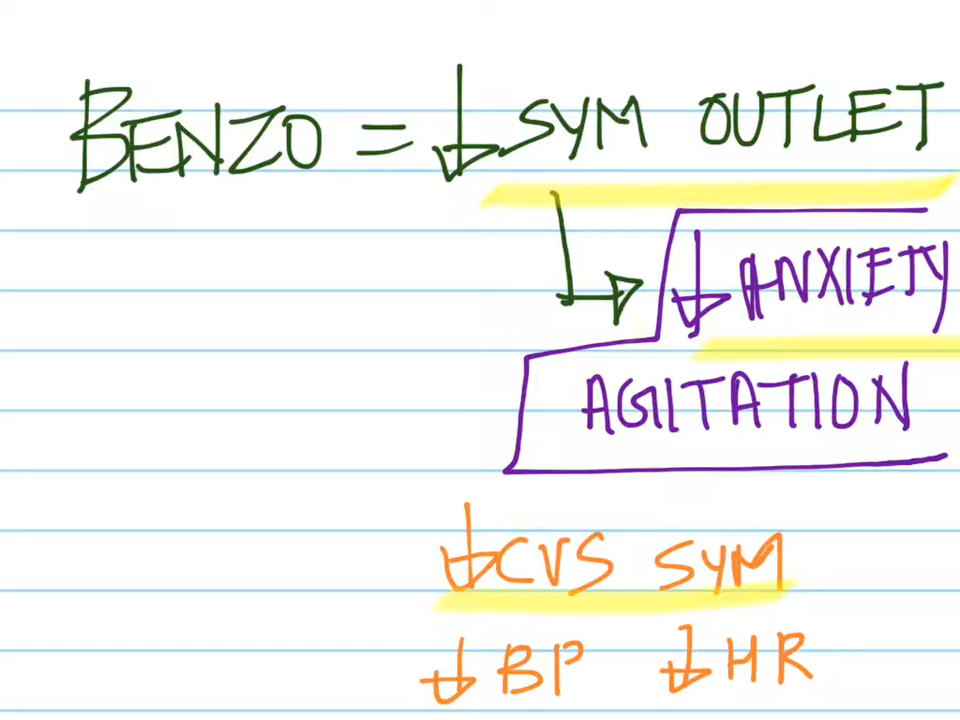 BENZO = ↓ SYM OUTLET
↓ ANXIETY
AGITATION
↓ CVS SYM
↓ BP ↓ HR